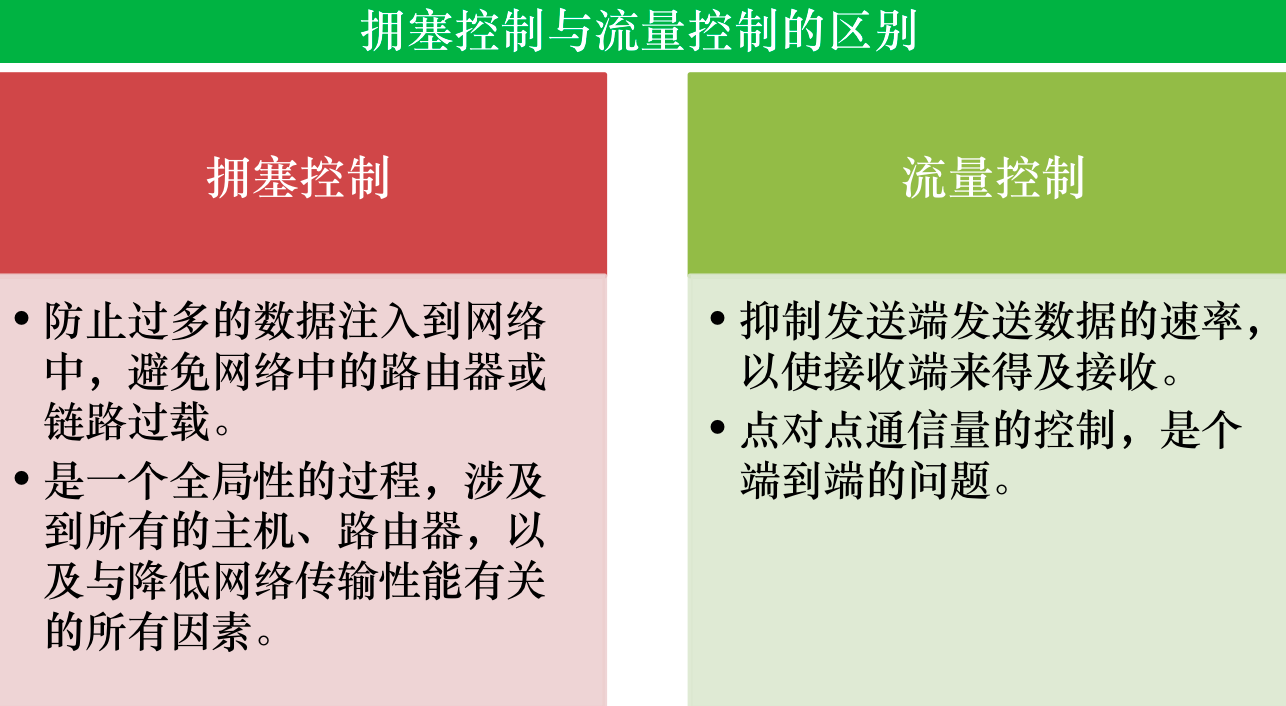 拥塞控制与流量控制的区别
拥塞控制
• 防止过多的数据注入到网络
中，避免网络中的路由器或
链路过载。
• 是一个全局性的过程，涉及
到所有的主机、路由器，以
及与降低网络传输性能有关
的所有因素。
流量控制
• 抑制发送端发送数据的速率，
以使接收端来得及接收。
• 点对点通信量的控制，是个
端到端的问题。